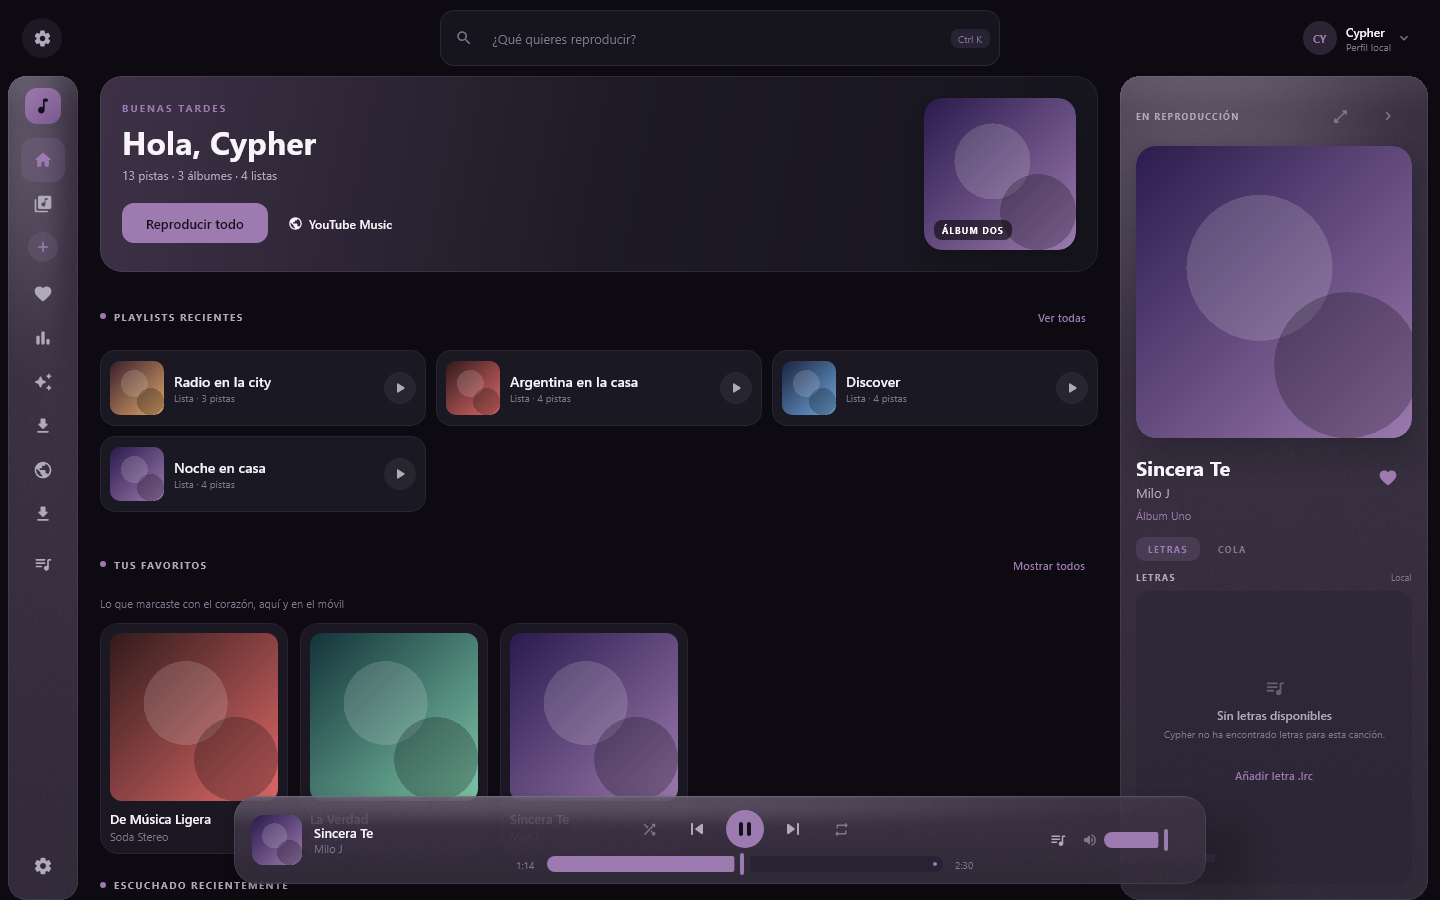 ¿Qué quieres reproducir?
Ctrl K
CY
Cypher
Perfil local
BUENAS TARDES
Hola, Cypher
13 pistas · 3 álbumes · 4 listas
Reproducir todo
YouTube Music
ÁLBUM DOS
PLAYLISTS RECIENTES
Ver todas
Radio en la city
Lista · 3 pistas
Argentina en la casa
Lista · 4 pistas
Discover
Lista · 4 pistas
Noche en casa
Lista · 4 pistas
TUS FAVORITOS
Mostrar todos
Lo que marcaste con el corazón, aquí y en el móvil
De Música Ligera
Soda Stereo
La Verdad
Sincera Te
Milo J
ESCUCHADO RECIENTEMENTE
EN REPRODUCCIÓN
Sincera Te
Milo J
Álbum Uno
LETRAS
COLA
LETRAS
Local
Sin letras disponibles
Cypher no ha encontrado letras para esta canción.
Añadir letra .lrc
Sincera Te
Milo J
1:14
2:30